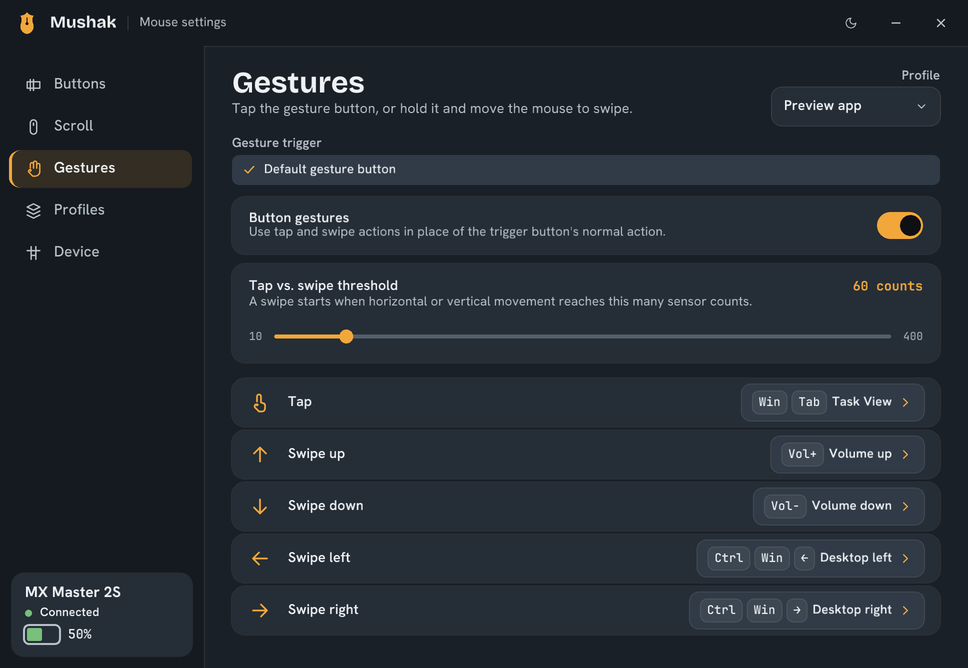 Mushak | Mouse settings
Buttons
Scroll
Gestures
Profiles
Device
MX Master 2S
Connected
50%
Gestures
Tap the gesture button, or hold it and move the mouse to swipe.
Profile
Preview app
Gesture trigger
Default gesture button
Button gestures
Use tap and swipe actions in place of the trigger button's normal action.
Tap vs. swipe threshold
60 counts
A swipe starts when horizontal or vertical movement reaches this many sensor counts.
10 400
Tap Win Tab Task View
Swipe up Vol+ Volume up
Swipe down Vol- Volume down
Swipe left Ctrl Win ← Desktop left
Swipe right Ctrl Win → Desktop right